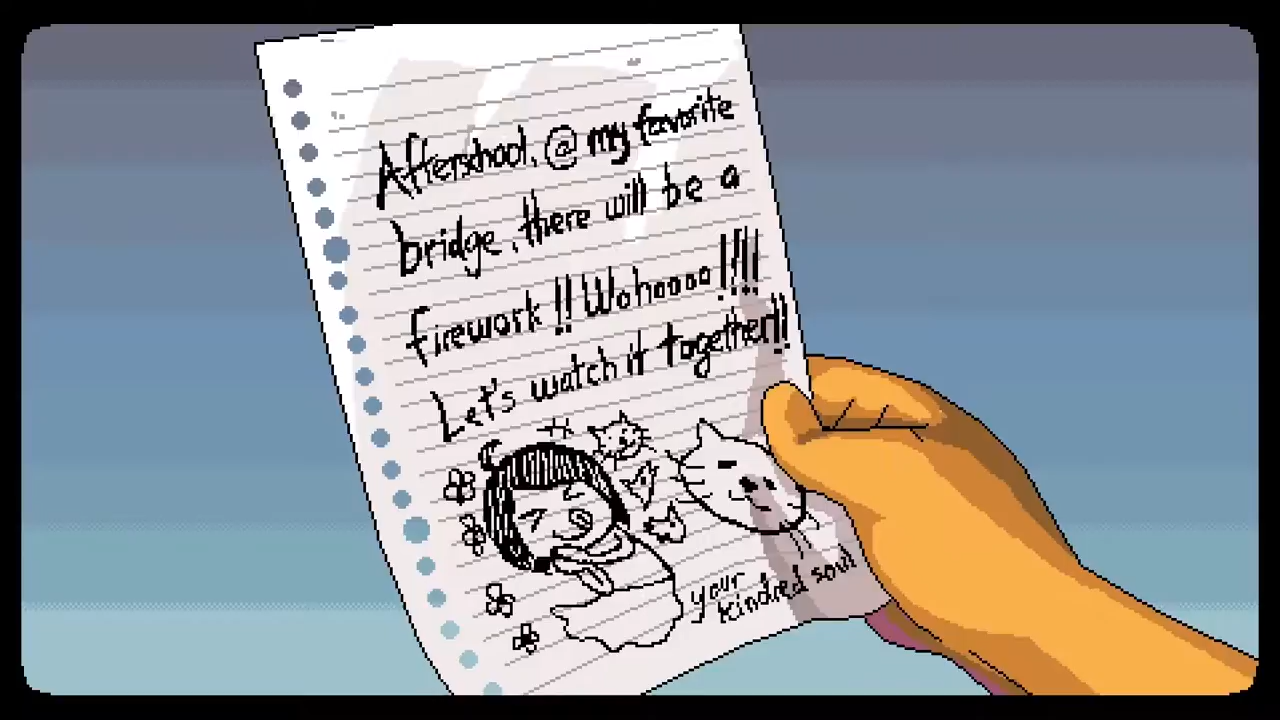 Afterschool, @ my favorite
bridge, there will be a
firework !! Wohoooo!!!!
Let's watch it together!!
your
kindred soul